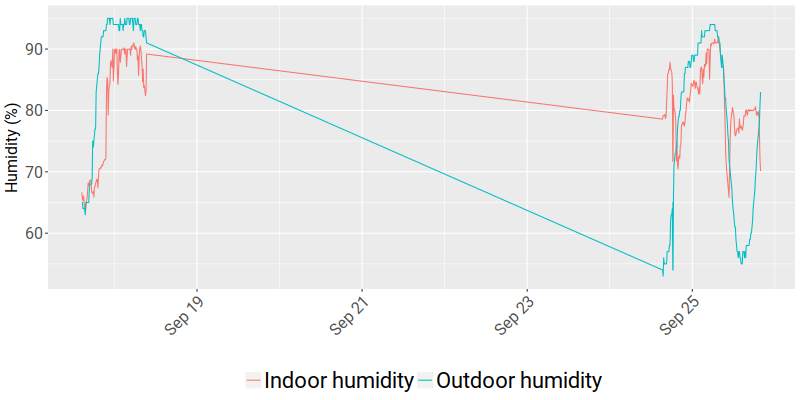 Humidity (%)
90
80
70
60
Sep 19
Sep 21
Sep 23
Sep 25
Indoor humidity
Outdoor humidity